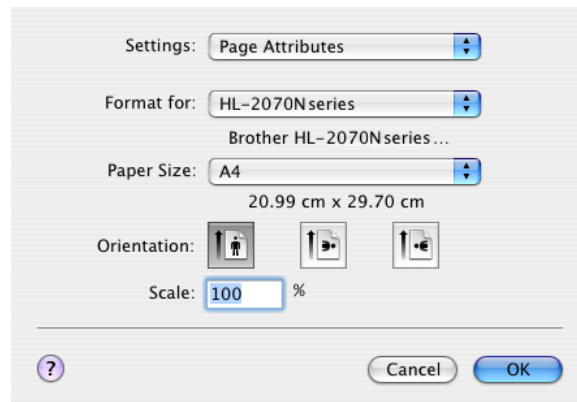 Settings: Page Attributes
Format for: HL-2070N series
Brother HL-2070N series...
Paper Size: A4
20.99 cm x 29.70 cm
Orientation:
Scale: 100 %
? Cancel OK